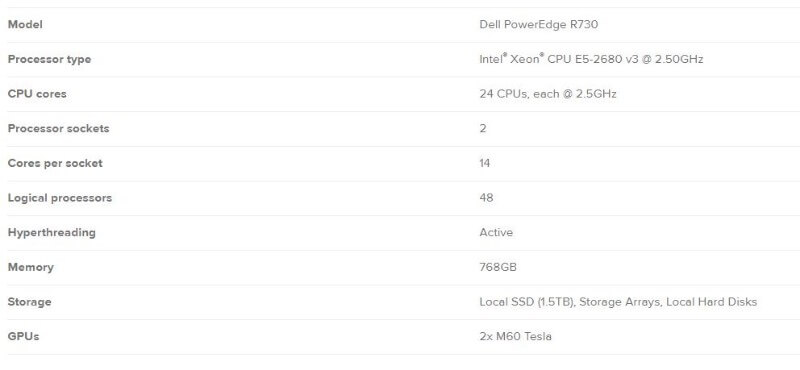 Model Dell PowerEdge R730
Processor type Intel® Xeon® CPU E5-2680 v3 @ 2.50GHz
CPU cores 24 CPUs, each @ 2.5GHz
Processor sockets 2
Cores per socket 14
Logical processors 48
Hyperthreading Active
Memory 768GB
Storage Local SSD (1.5TB), Storage Arrays, Local Hard Disks
GPUs 2x M60 Tesla